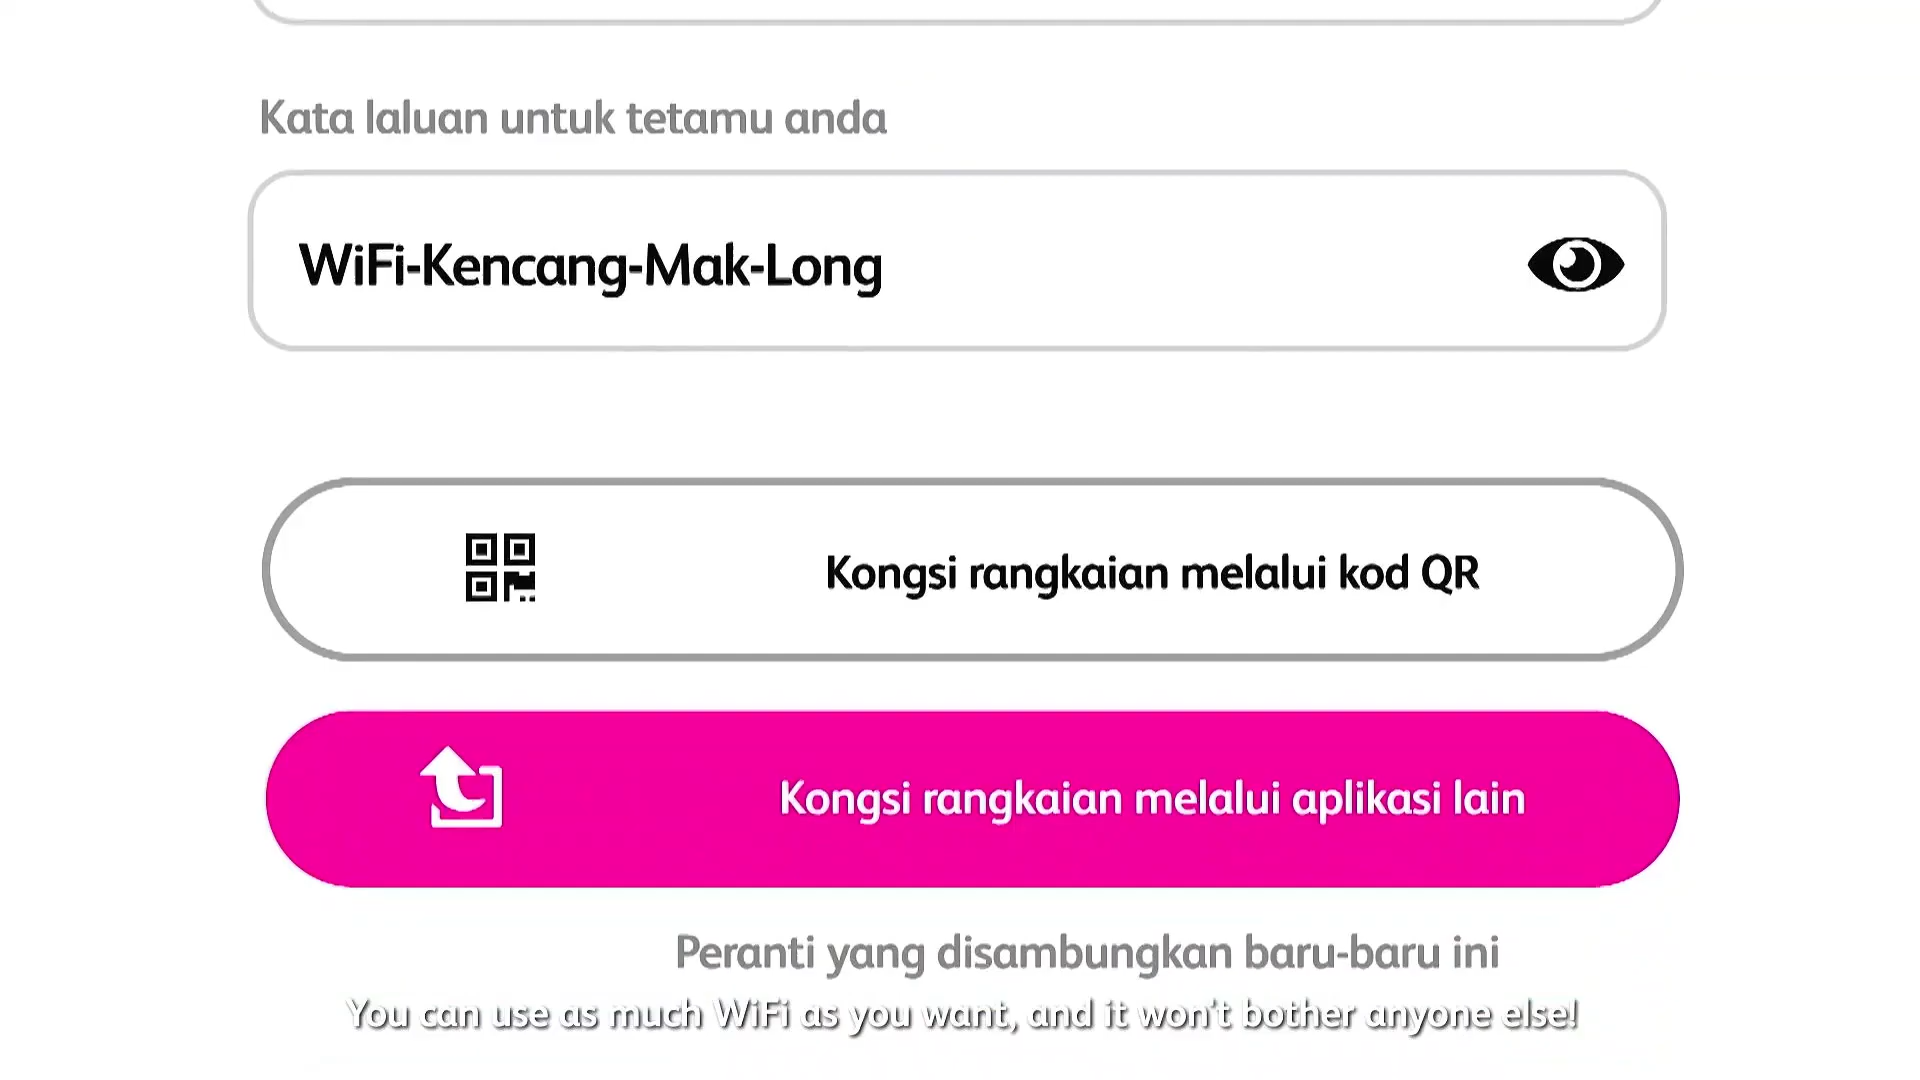 Kata laluan untuk tetamu anda
WiFi-Kencang-Mak-Long
Kongsi rangkaian melalui kod QR
Kongsi rangkaian melalui aplikasi lain
Peranti yang disambungkan baru-baru ini
You can use as much WiFi as you want, and it won't bother anyone else!